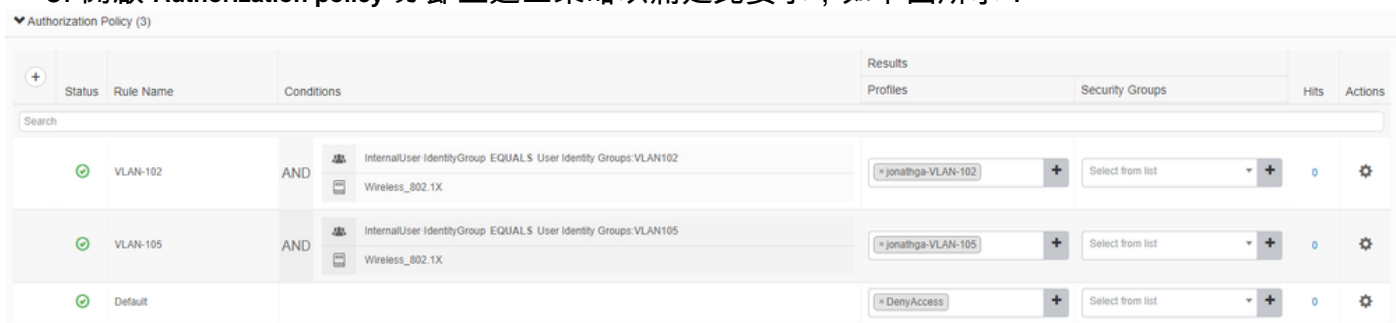 Authorization Policy (3)
Results
Status Rule Name Conditions Profiles Security Groups Hits Actions
Search
VLAN-102 AND InternalUser·IdentityGroup EQUALS User Identity Groups:VLAN102
Wireless_802.1X
×jonathga-VLAN-102 Select from list 0
VLAN-105 AND InternalUser·IdentityGroup EQUALS User Identity Groups:VLAN105
Wireless_802.1X
×jonathga-VLAN-105 Select from list 0
Default ×DenyAccess Select from list 0